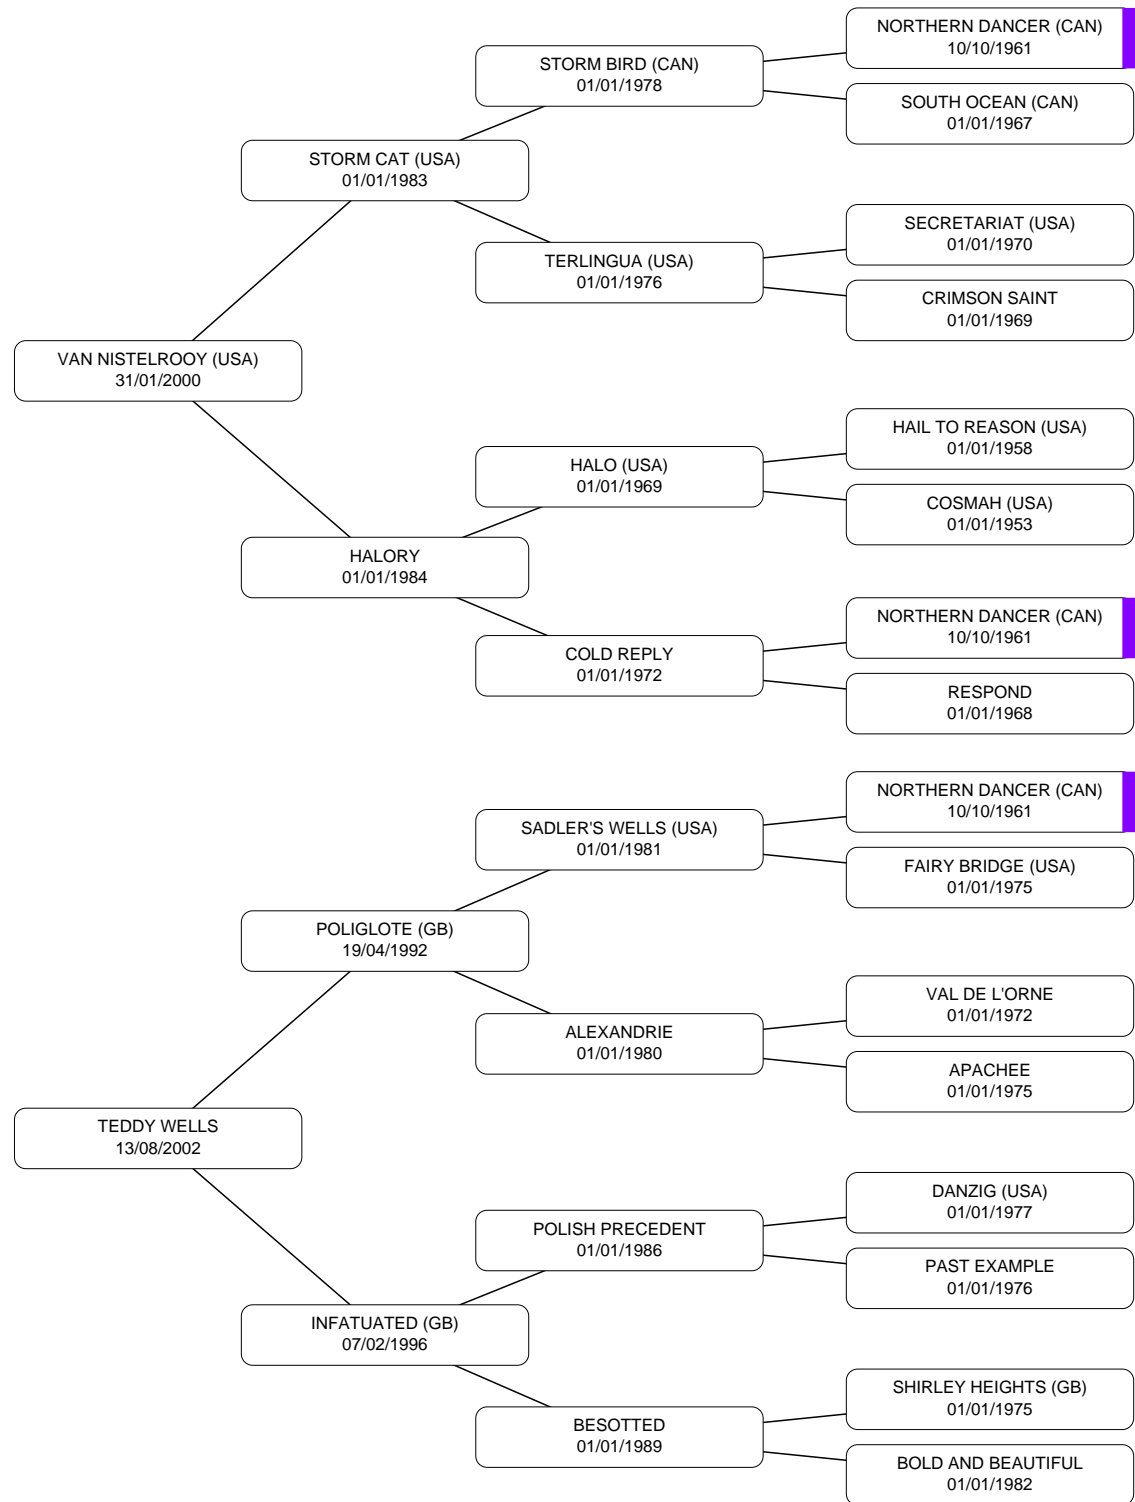 NORTHERN DANCER (CAN)
10/10/1961
STORM BIRD (CAN)
01/01/1978
SOUTH OCEAN (CAN)
01/01/1967
STORM CAT (USA)
01/01/1983
SECRETARIAT (USA)
01/01/1970
TERLINGUA (USA)
01/01/1976
CRIMSON SAINT
01/01/1969
VAN NISTELROOY (USA)
31/01/2000
HAIL TO REASON (USA)
01/01/1958
HALO (USA)
01/01/1969
COSMAH (USA)
01/01/1953
HALORY
01/01/1984
NORTHERN DANCER (CAN)
10/10/1961
COLD REPLY
01/01/1972
RESPOND
01/01/1968
NORTHERN DANCER (CAN)
10/10/1961
SADLER'S WELLS (USA)
01/01/1981
FAIRY BRIDGE (USA)
01/01/1975
POLIGLOTE (GB)
19/04/1992
VAL DE L'ORNE
01/01/1972
ALEXANDRIE
01/01/1980
APACHEE
01/01/1975
TEDDY WELLS
13/08/2002
DANZIG (USA)
01/01/1977
POLISH PRECEDENT
01/01/1986
PAST EXAMPLE
01/01/1976
INFATUATED (GB)
07/02/1996
SHIRLEY HEIGHTS (GB)
01/01/1975
BESOTTED
01/01/1989
BOLD AND BEAUTIFUL
01/01/1982